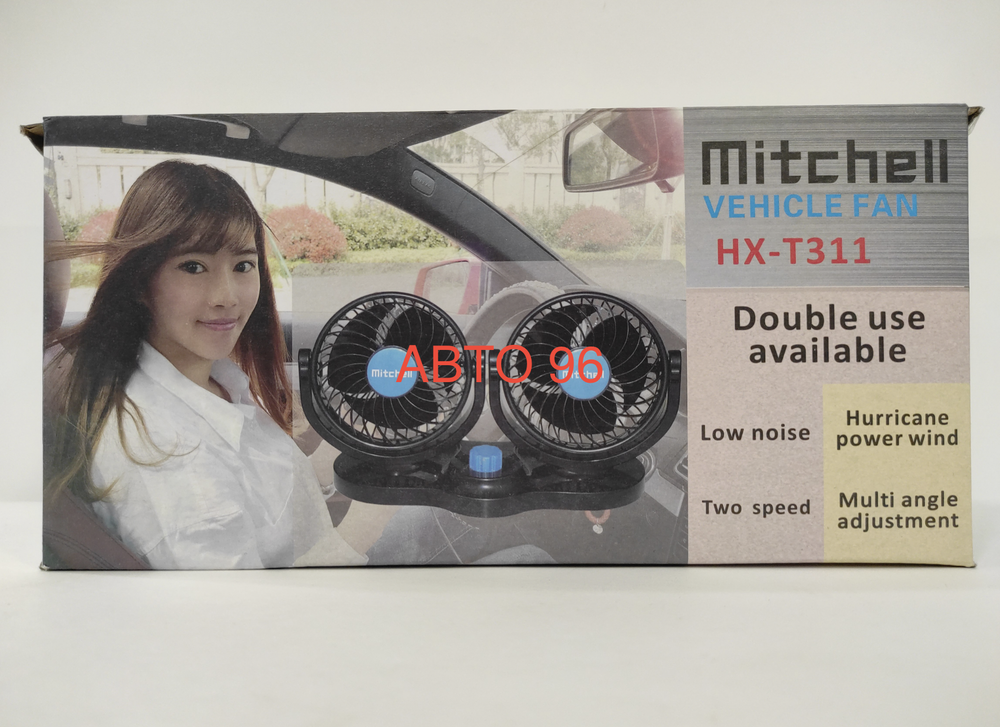 mitchell
VEHICLE FAN
HX-T311
Double use
available
Low noise
Hurricane
power wind
Two speed
Multi angle
adjustment
mitchell
mitchell
АВТО 96